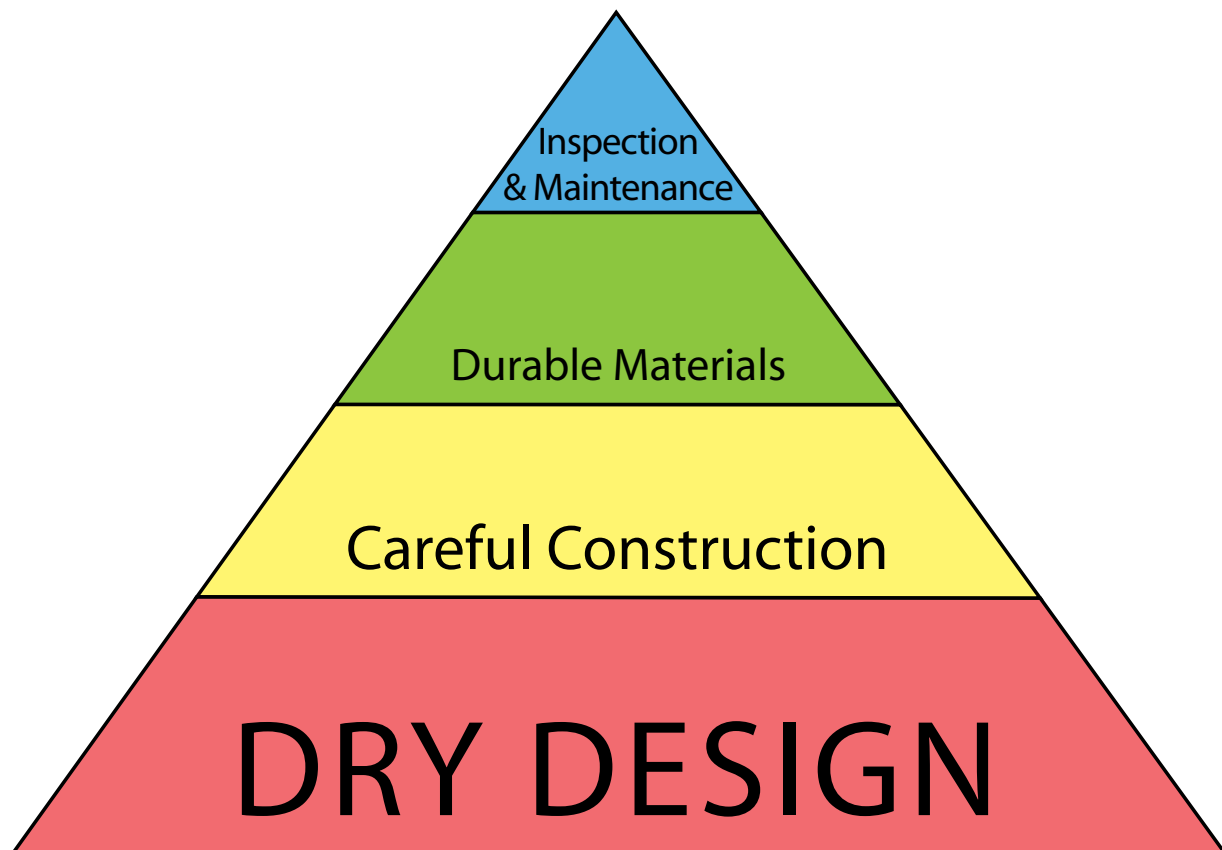 Inspection
& Maintenance
Durable Materials
Careful Construction
DRY DESIGN